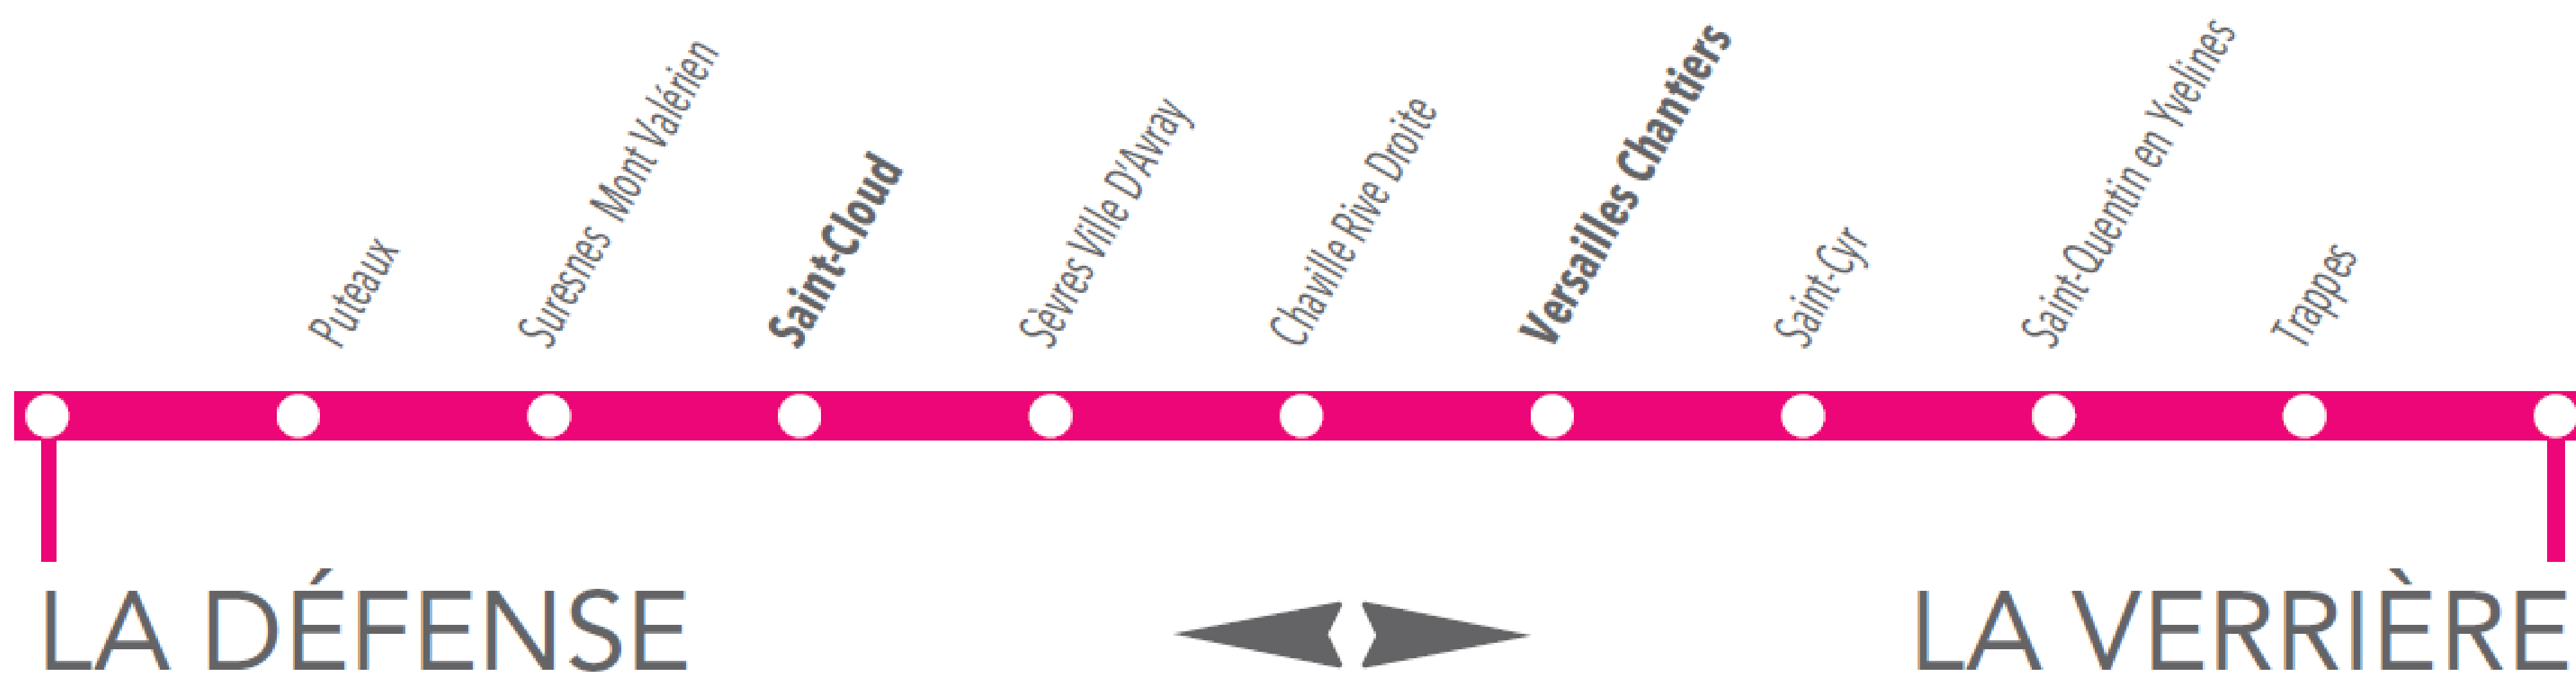 Puteaux
Suresnes Mont Valérien
Saint-Cloud
Sèvres Ville D'Avray
Chaville Rive Droite
Versailles Chantiers
Saint-Cyr
Saint-Quentin en Yvelines
Trappes
LA DÉFENSE
LA VERRIÈRE